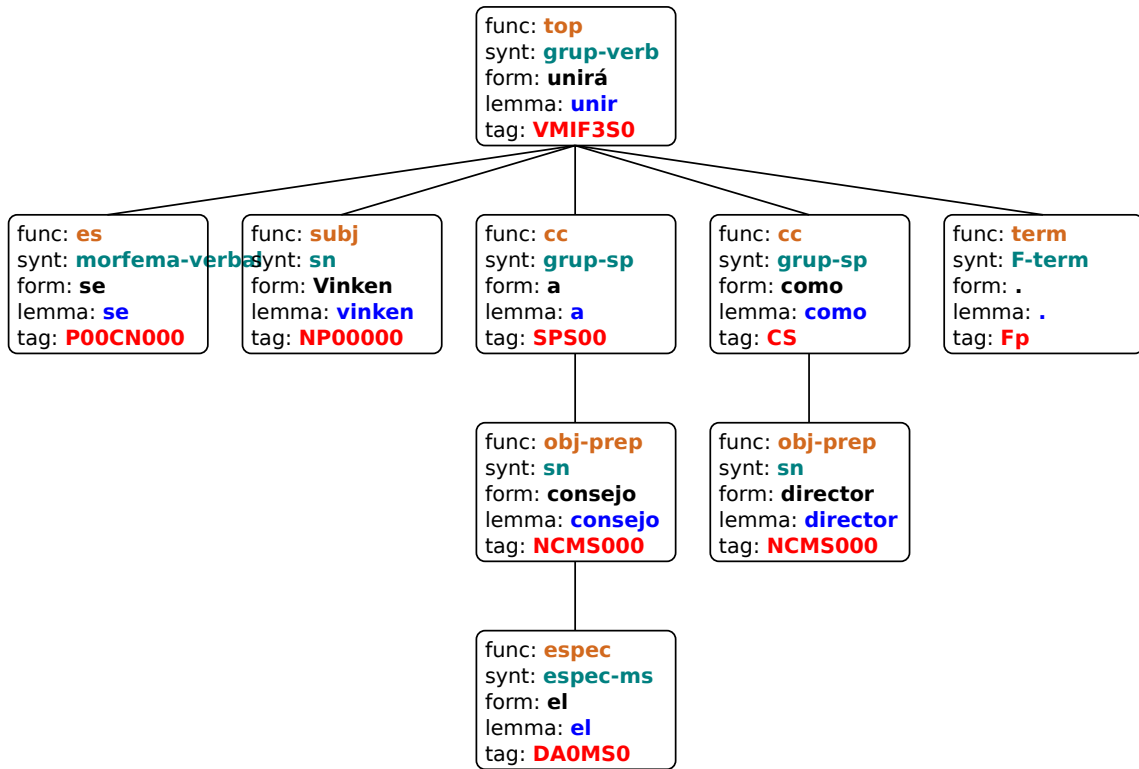 func: top
synt: grup-verb
form: unirá
lemma: unir
tag: VMIF3S0
func: es
synt: morfema-verbal
form: se
lemma: se
tag: P00CN000
func: subj
synt: sn
form: Vinken
lemma: vinken
tag: NP00000
func: cc
synt: grup-sp
form: a
lemma: a
tag: SPS00
func: cc
synt: grup-sp
form: como
lemma: como
tag: CS
func: term
synt: F-term
form: .
lemma: .
tag: Fp
func: obj-prep
synt: sn
form: consejo
lemma: consejo
tag: NCMS000
func: obj-prep
synt: sn
form: director
lemma: director
tag: NCMS000
func: espec
synt: espec-ms
form: el
lemma: el
tag: DA0MS0